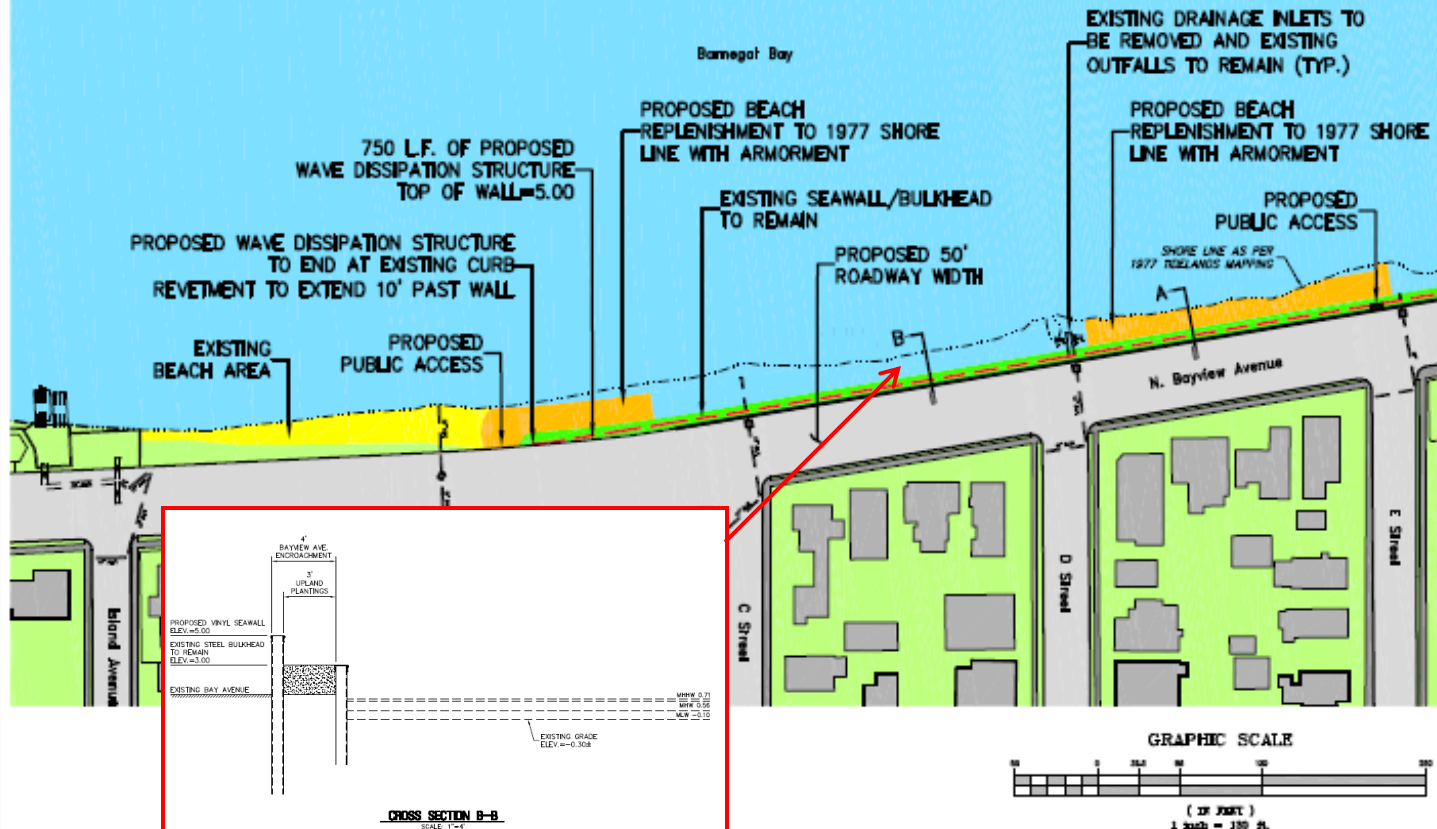 Barnegat Bay
EXISTING DRAINAGE INLETS TO
BE REMOVED AND EXISTING
OUTFALLS TO REMAIN (TYP.)
PROPOSED BEACH
REPLENISHMENT TO 1977 SHORE
LINE WITH ARMORMENT
PROPOSED BEACH
REPLENISHMENT TO 1977 SHORE
LINE WITH ARMORMENT
750 L.F. OF PROPOSED
WAVE DISSIPATION STRUCTURE
TOP OF WALL=5.00
EXISTING SEAWALL/BULKHEAD
TO REMAIN
PROPOSED
PUBLIC ACCESS
PROPOSED WAVE DISSIPATION STRUCTURE
TO END AT EXISTING CURB
REVETMENT TO EXTEND 10' PAST WALL
PROPOSED 50'
ROADWAY WIDTH
SHORE LINE AS PER
1977 TIDELANDS MAPPING
A
B
EXISTING
BEACH AREA
PROPOSED
PUBLIC ACCESS
N. Bayview Avenue
Island Avenue
C Street
D Street
E Street
4'
BAYVIEW AVE.
ENCROACHMENT
3'
UPLAND
PLANTINGS
PROPOSED VINYL SEAWALL
ELEV.=5.00
EXISTING STEEL BULKHEAD
TO REMAIN
ELEV.=3.00
EXISTING BAY AVENUE
MHHW 0.71
MHW 0.56
MLW -0.10
EXISTING GRADE
ELEV.=-0.30±
CROSS SECTION B-B
SCALE: 1"=4'
GRAPHIC SCALE
0
100
( IN FEET )